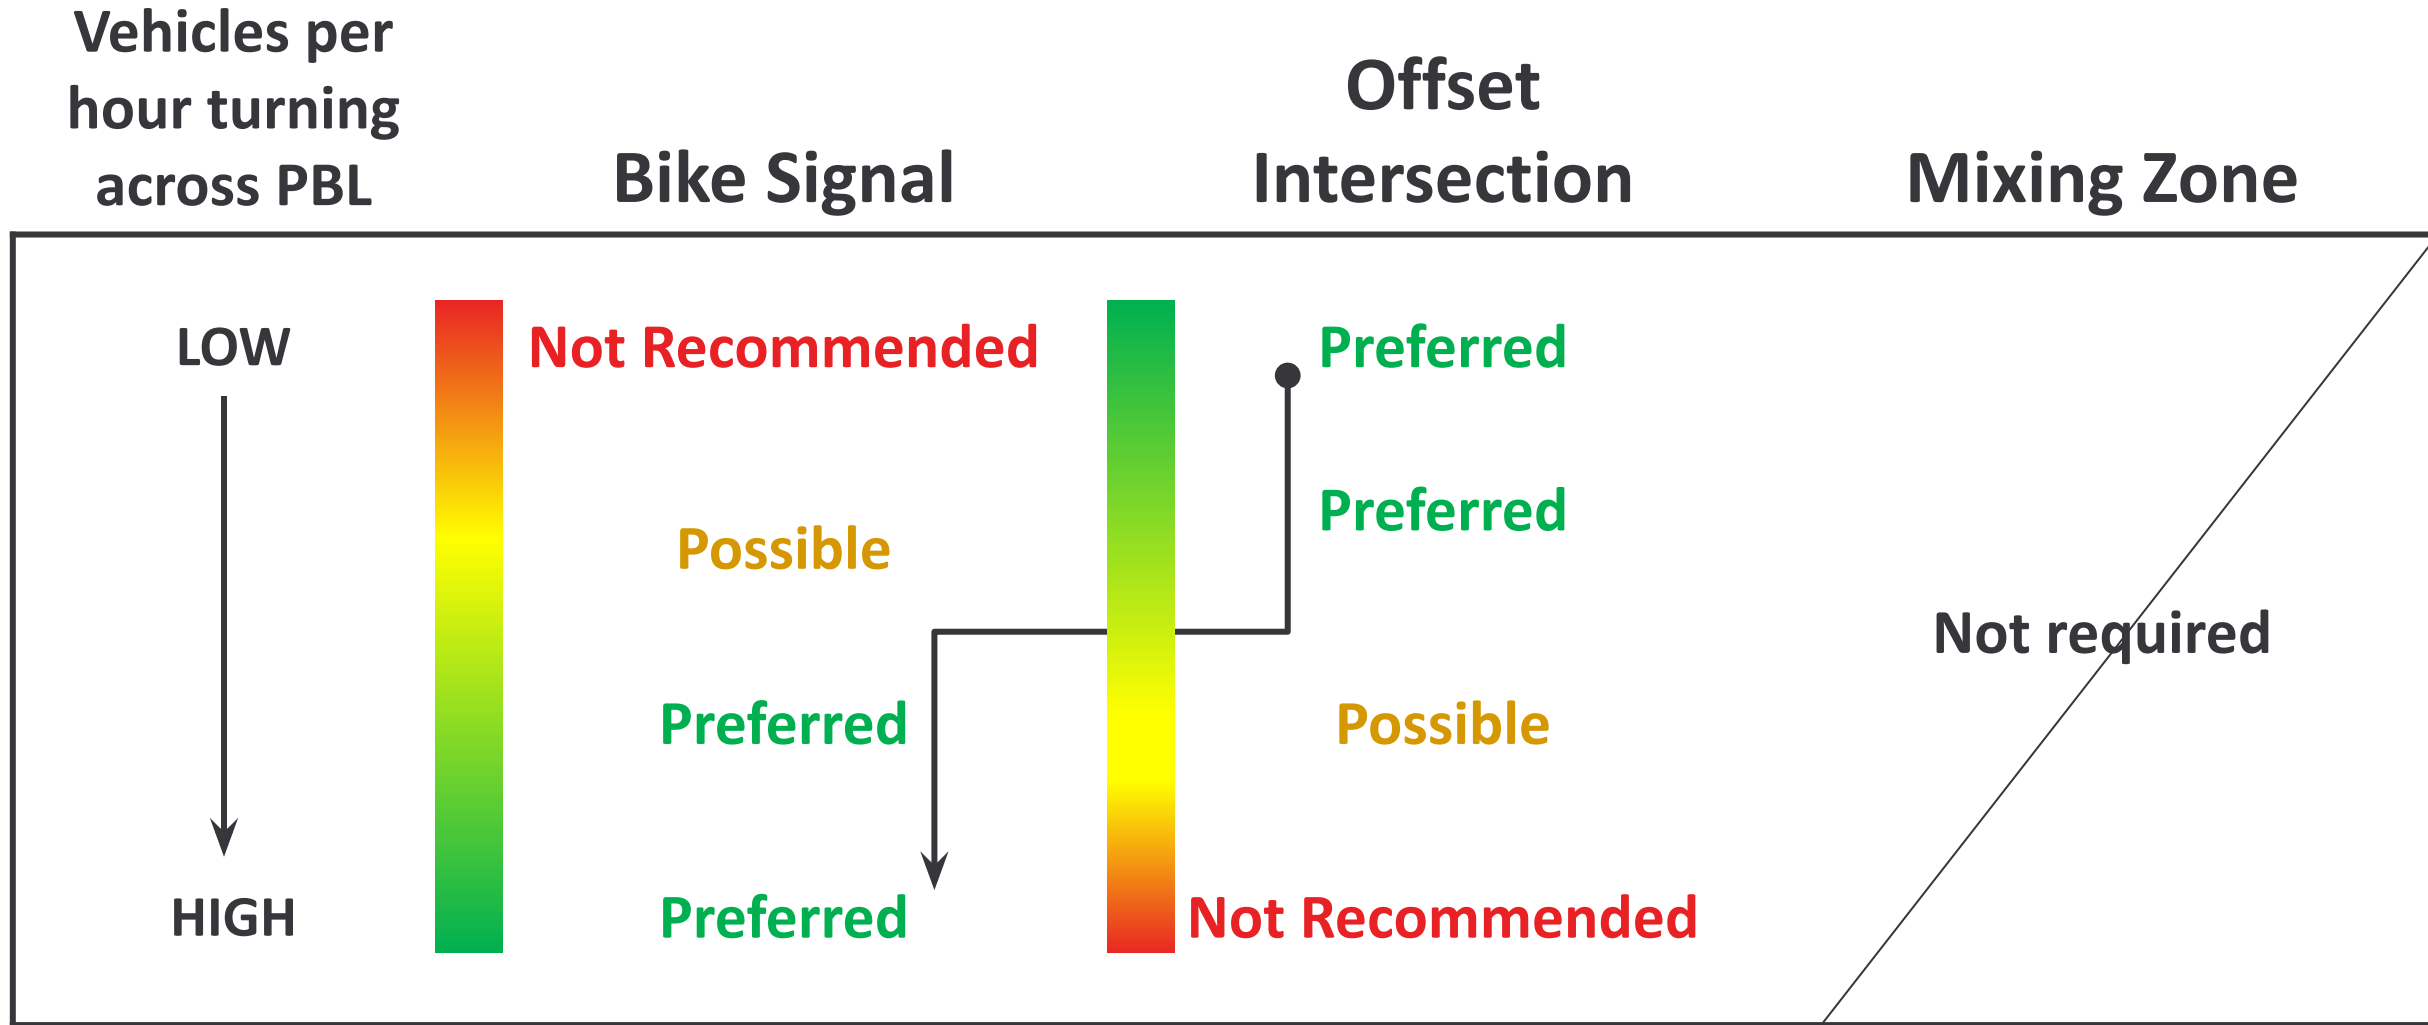 Vehicles per
hour turning
across PBL
Bike Signal
Offset
Intersection
Mixing Zone
LOW
Not Recommended
Preferred
Preferred
Possible
Not required
Preferred
Possible
HIGH
Preferred
Not Recommended